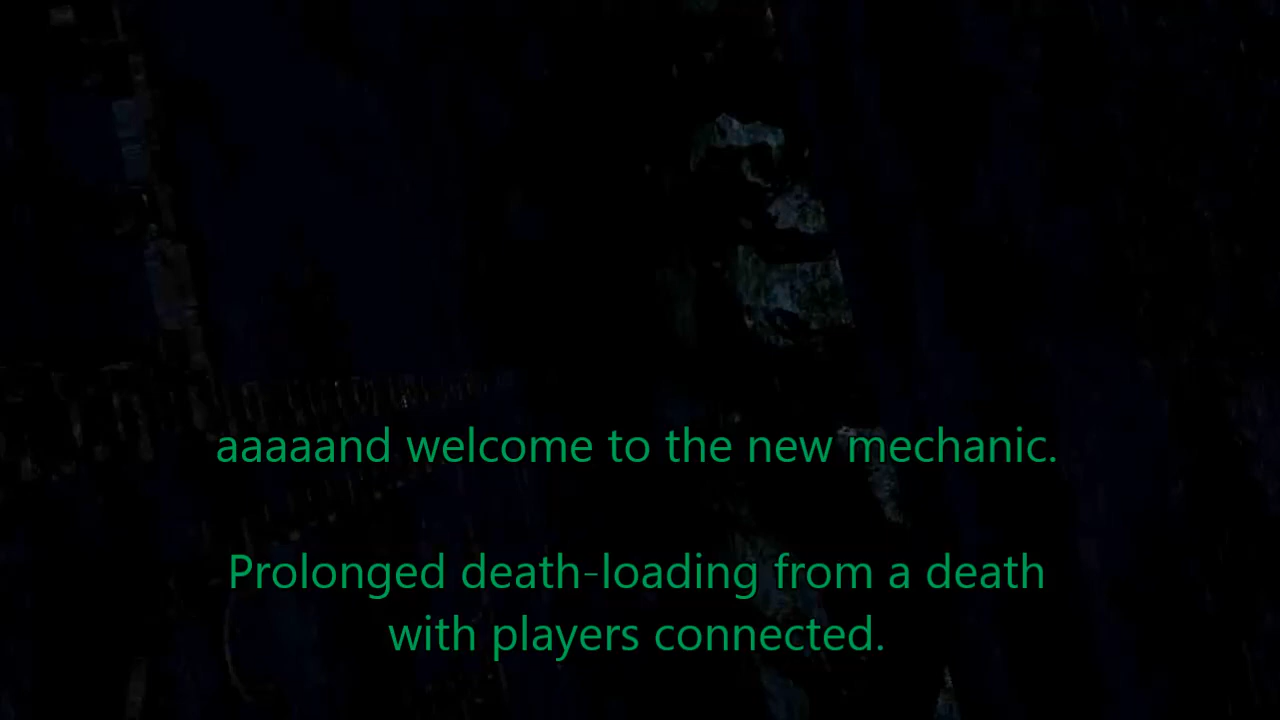 aaaaand welcome to the new mechanic.
Prolonged death-loading from a death
with players connected.